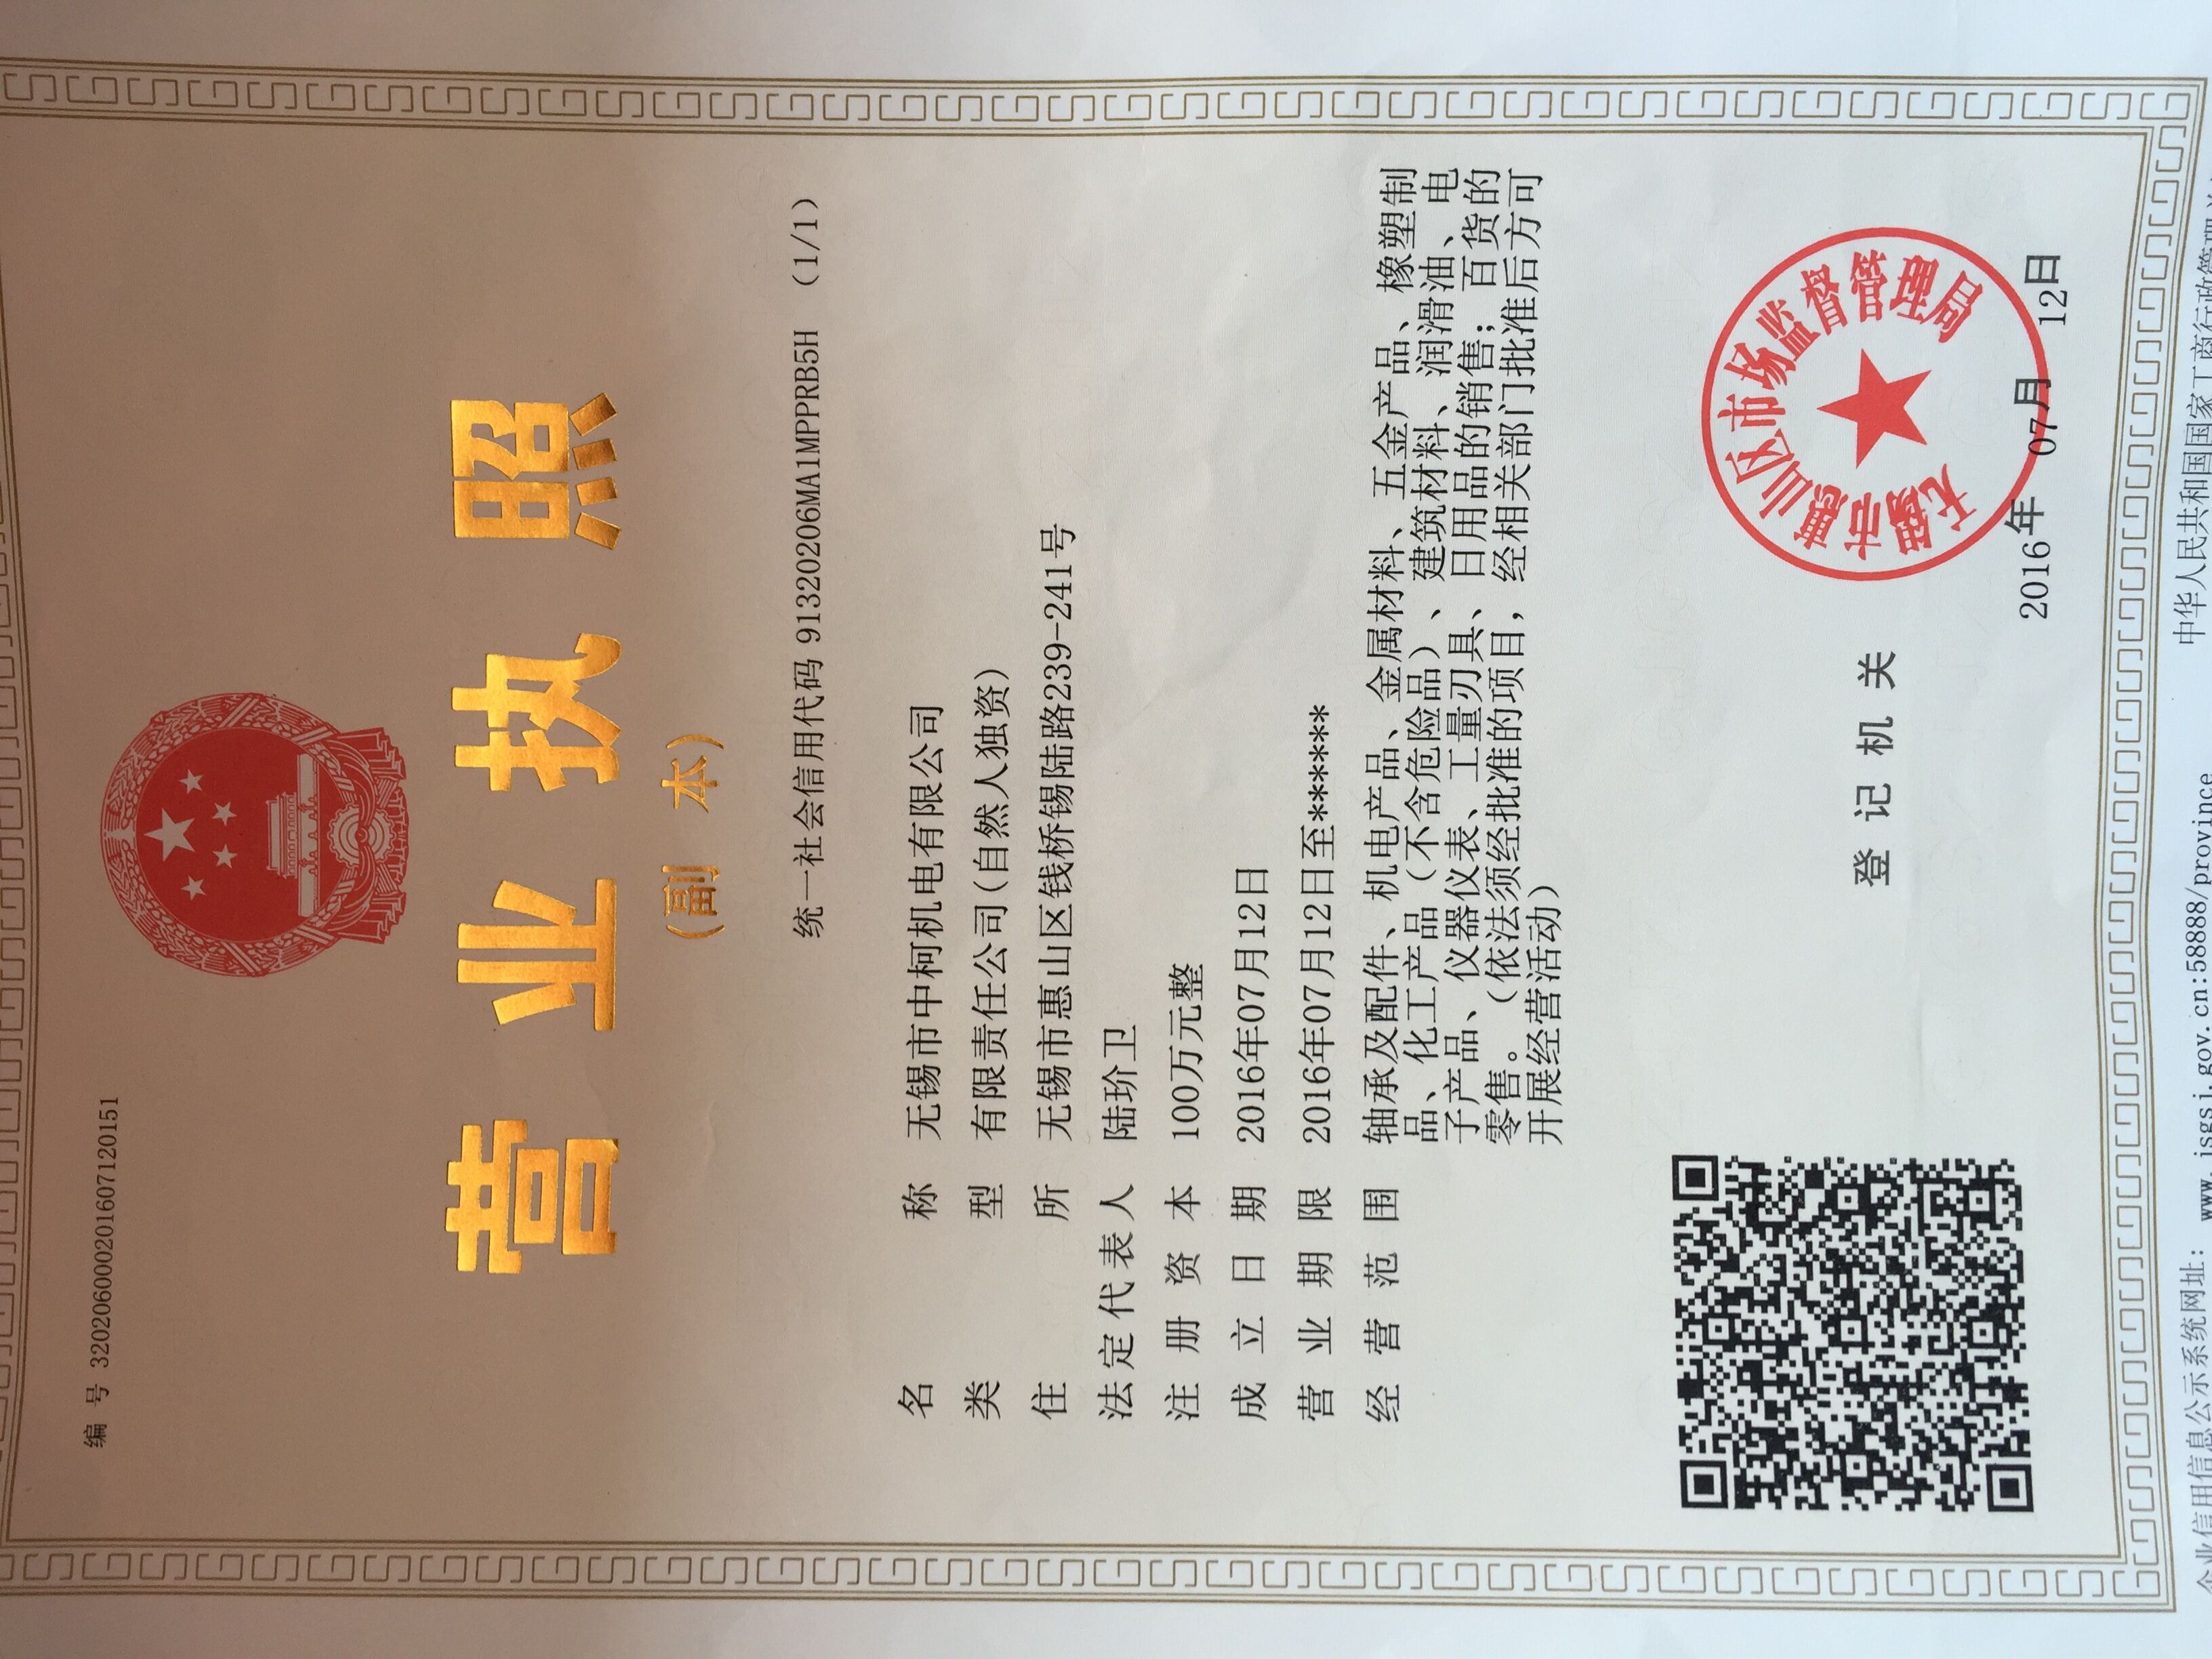 编 号 320206000201607120151
营业执照
(副 本)
统一社会信用代码 91320206MA1MPPRB5H (1/1)
名 称 无锡市中柯机电有限公司
类 型 有限责任公司(自然人独资)
住 所 无锡市惠山区钱桥锡陆路239-241号
法定代表人 陆玠卫
注 册 资 本 100万元整
成 立 日 期 2016年07月12日
营 业 期 限 2016年07月12日至*******
经 营 范 围 轴承及配件、机电产品、金属材料、五金产品、橡塑制
品、化工产品（不含危险品）、建筑材料、润滑油、电
子产品、仪器仪表、工量刃具、日用品的销售；百货的
零售。（依法须经批准的项目，经相关部门批准后方可
开展经营活动）
无锡市惠山区市场监督管理局
登 记 机 关
2016年 07月 12日
企业信用信息公示系统网址: www.jsgsj.gov.cn:58888/province
中华人民共和国国家工商行政管理